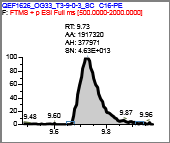 QEF1626_OG33_T3-9-0-3_SC C16-PE
F: FTMS + p ESI Full ms [500.0000-2000.0000]
RT: 9.73
AA: 1917320
AH: 377971
SN: 4.63E+013
100
80
60
40
20
0
9.48 9.60 9.87 9.96
9.6 9.8